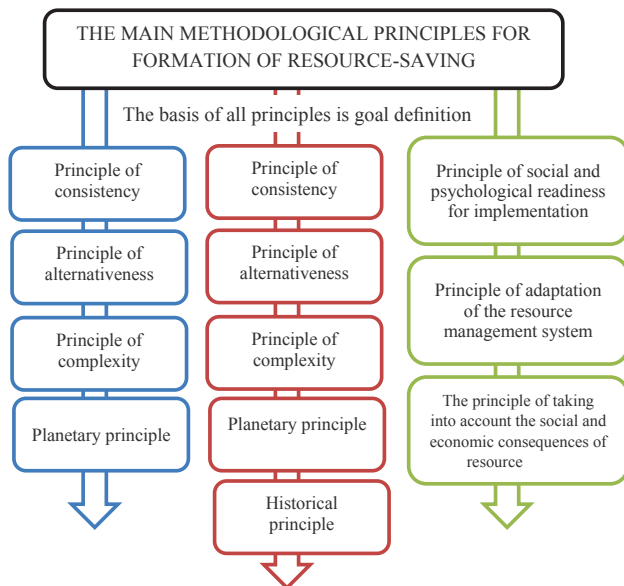 THE MAIN METHODOLOGICAL PRINCIPLES FOR
FORMATION OF RESOURCE-SAVING
The basis of all principles is goal definition
Principle of
consistency
Principle of
alternativeness
Principle of
complexity
Planetary principle
Principle of
consistency
Principle of
alternativeness
Principle of
complexity
Planetary principle
Historical
principle
Principle of social and
psychological readiness
for implementation
Principle of adaptation
of the resource
management system
The principle of taking
into account the social and
economic consequences of
resource